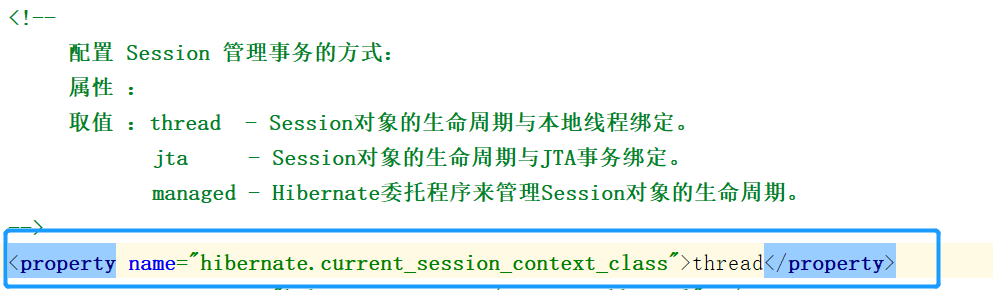 <!--
配置 Session 管理事务的方式:
属性 :
取值 : thread - Session对象的生命周期与本地线程绑定。
jta - Session对象的生命周期与JTA事务绑定。
managed - Hibernate委托程序来管理Session对象的生命周期。
-->
<property name="hibernate.current_session_context_class">thread</property>